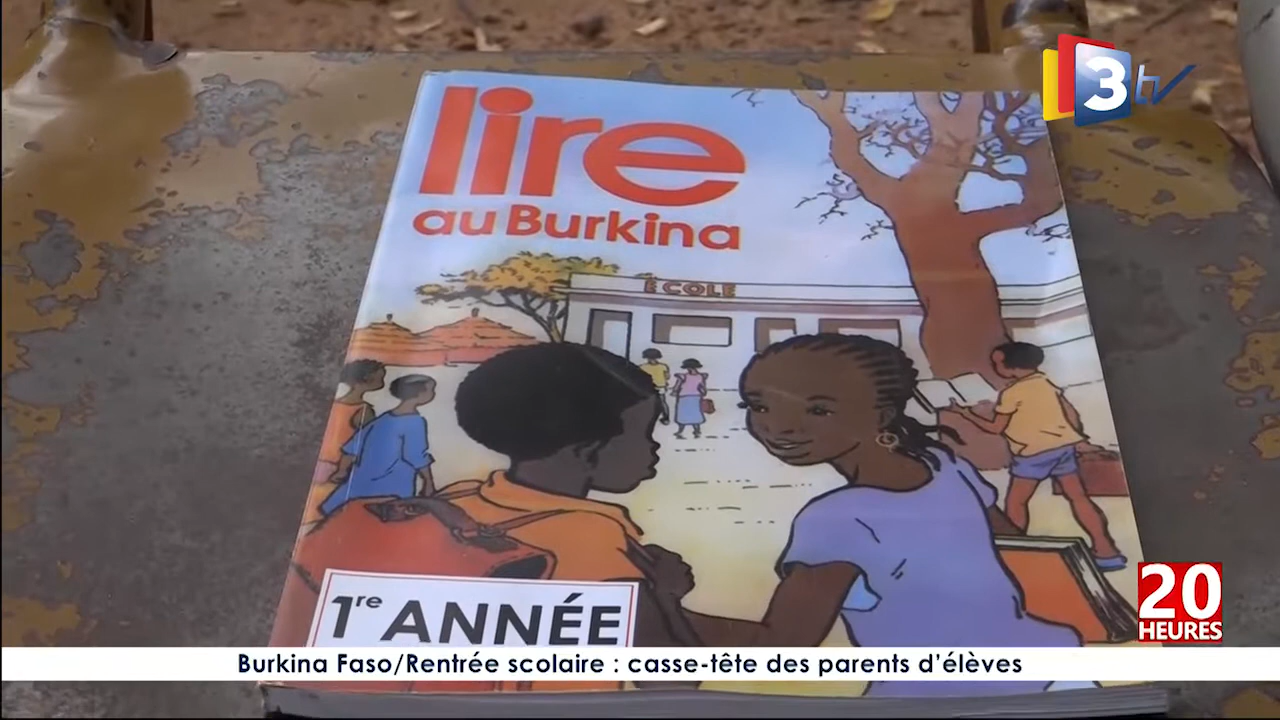 lire
au Burkina
3tv
ÉCOLE
1re ANNÉE
20
HEURES
Burkina Faso/Rentrée scolaire : casse-tête des parents d'élèves